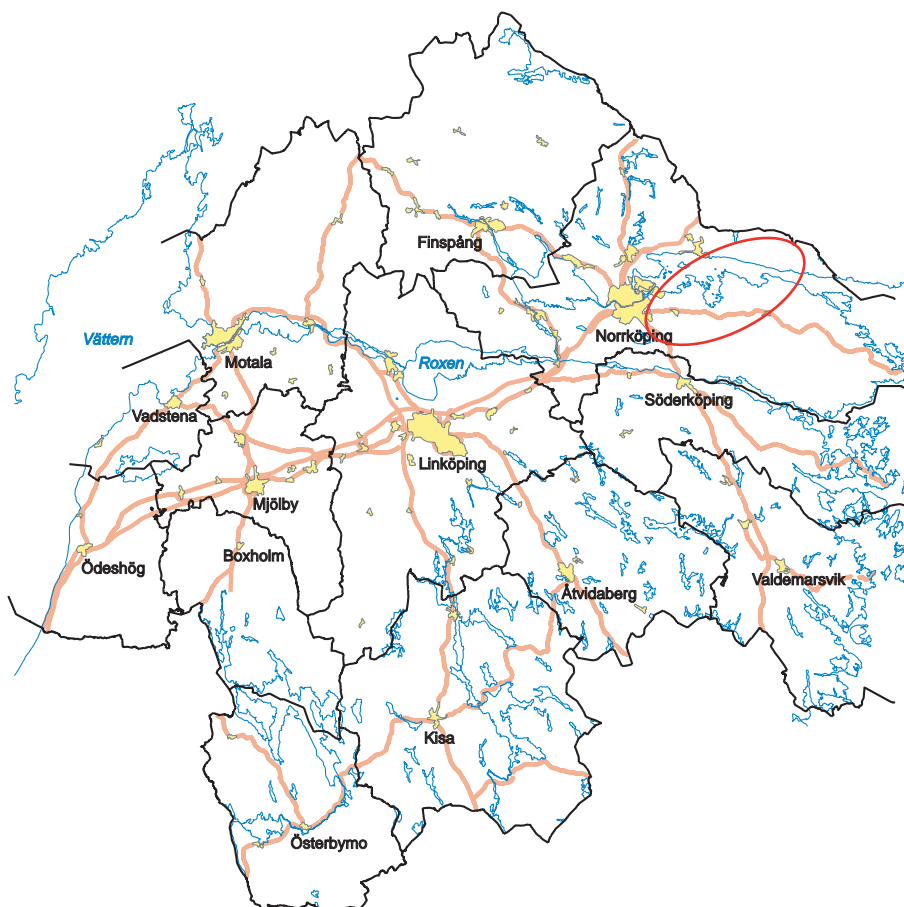 Finspång
Norrköping
Vättern
Motala
Roxen
Vadstena
Söderköping
Linköping
Mjölby
Boxholm
Ödeshög
Åtvidaberg
Valdemarsvik
Kisa
Österbymo